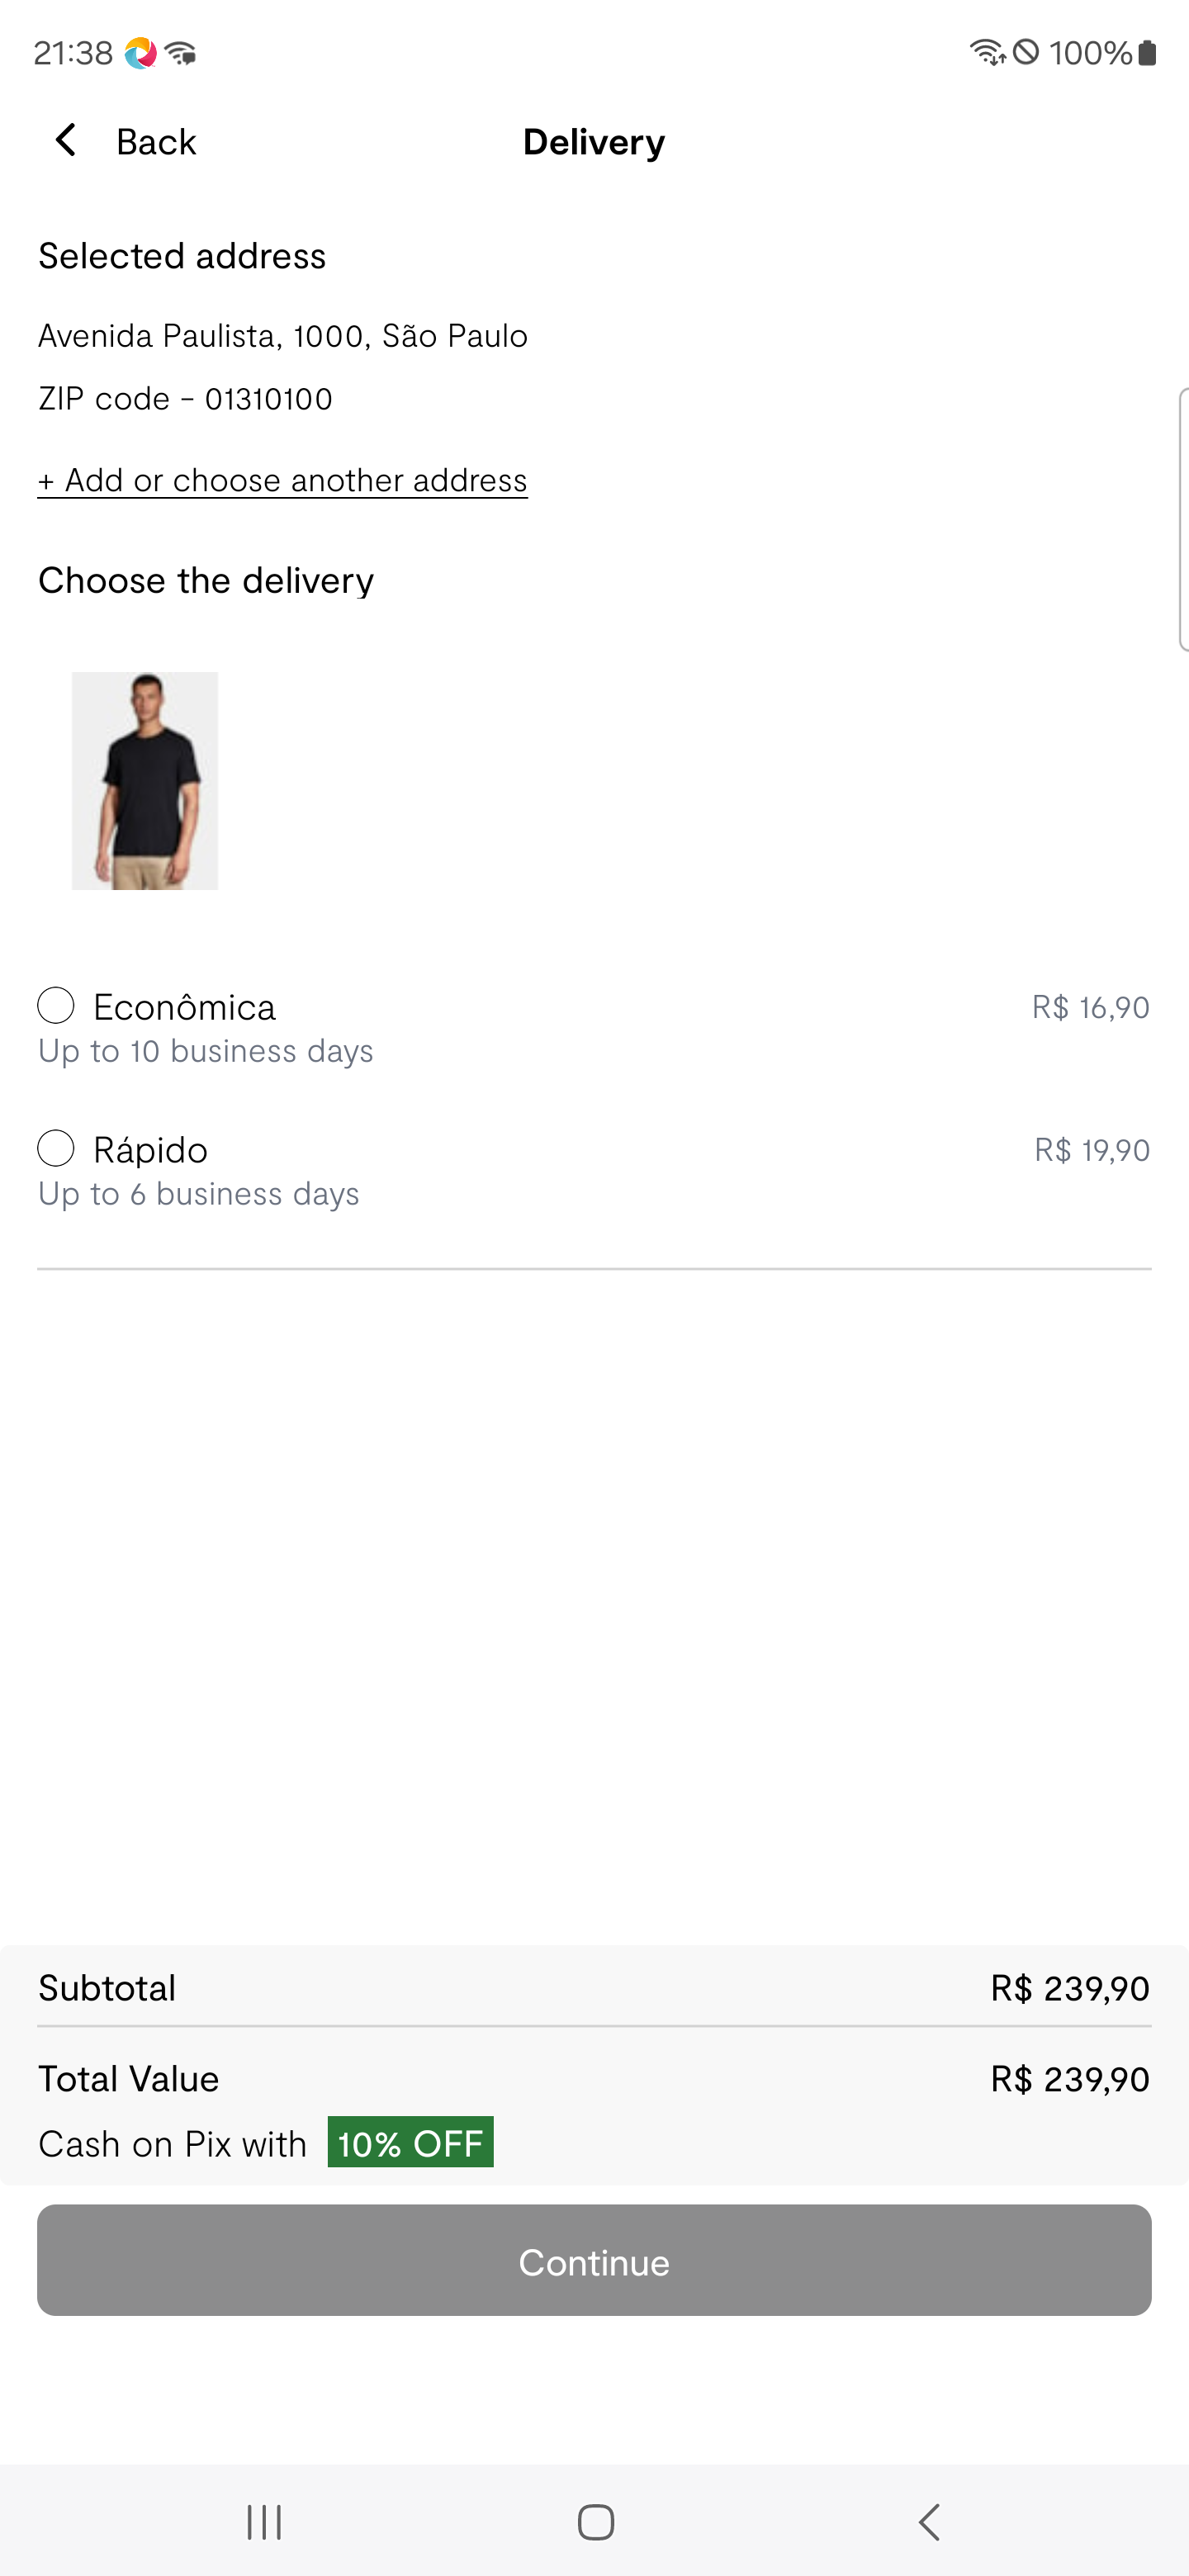 21:38
100%
Back
Delivery
Selected address
Avenida Paulista, 1000, São Paulo
ZIP code - 01310100
+ Add or choose another address
Choose the delivery
Econômica
R$ 16,90
Up to 10 business days
Rápido
R$ 19,90
Up to 6 business days
Subtotal
R$ 239,90
Total Value
R$ 239,90
Cash on Pix with 10% OFF
Continue